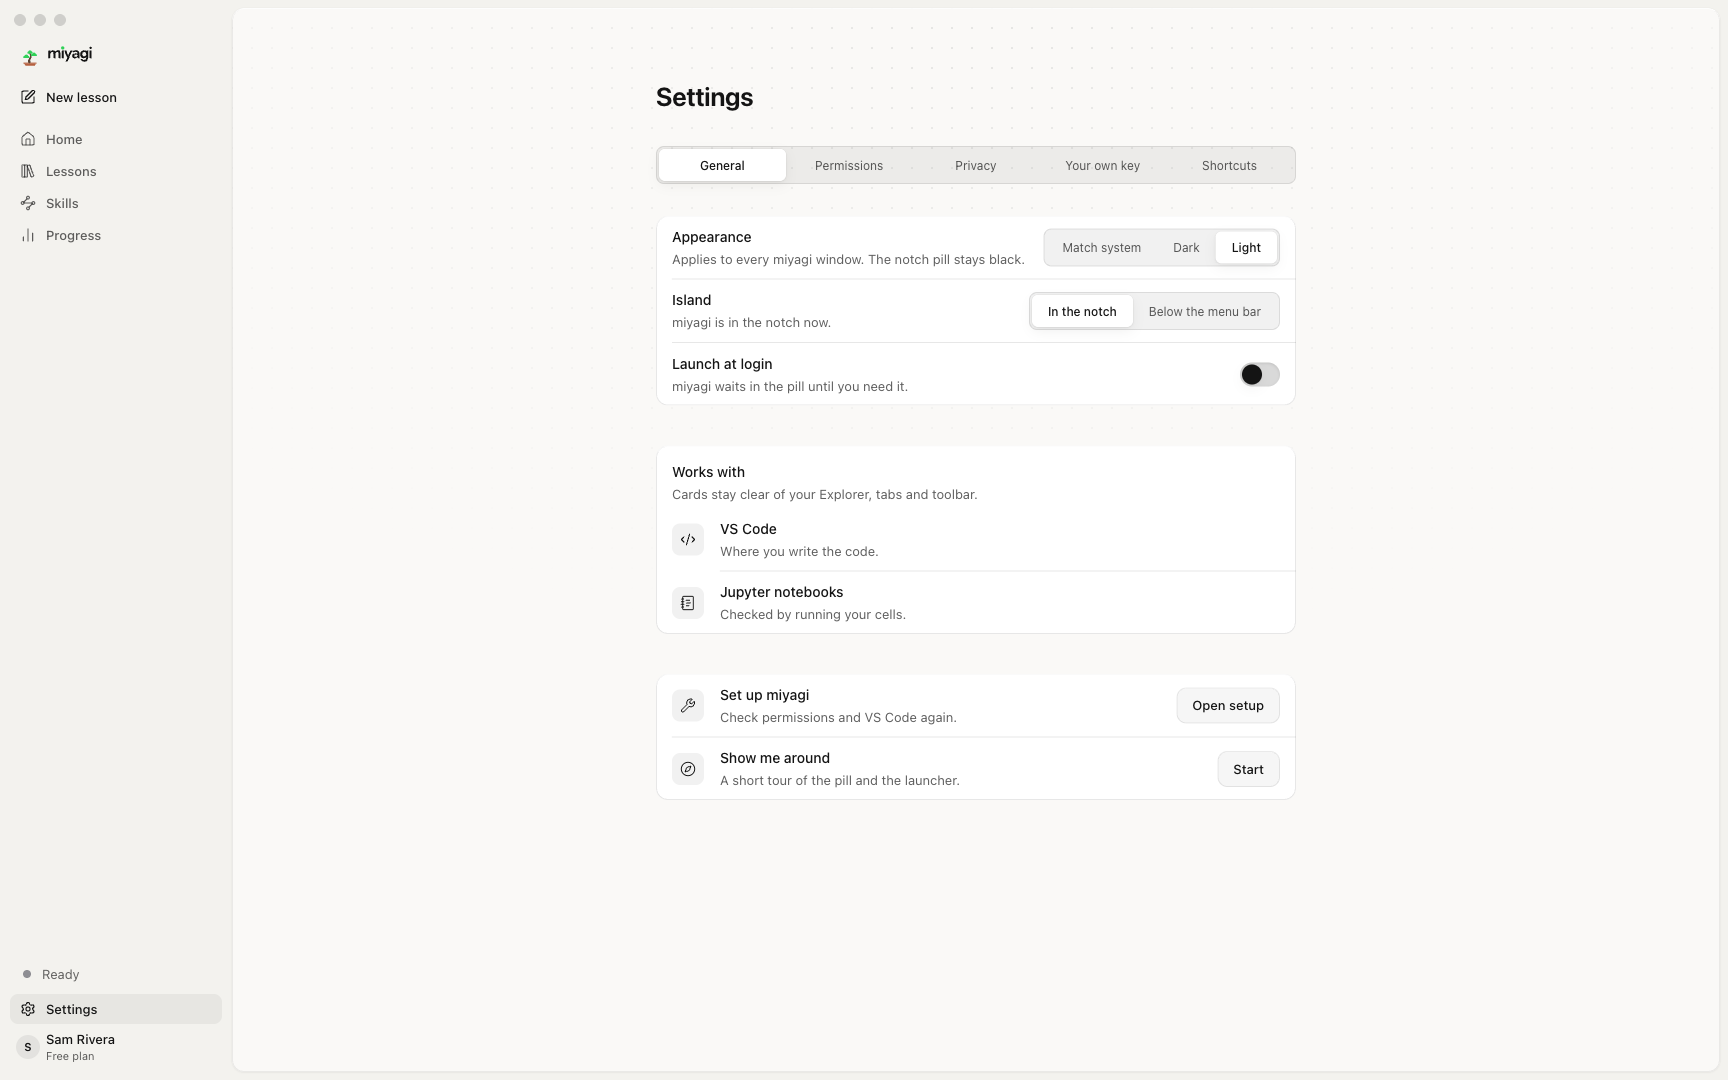 miyagi
New lesson
Home
Lessons
Skills
Progress
Ready
Settings
S
Sam Rivera
Free plan
Settings
General
Permissions
Privacy
Your own key
Shortcuts
Appearance
Applies to every miyagi window. The notch pill stays black.
Match system
Dark
Light
Island
miyagi is in the notch now.
In the notch
Below the menu bar
Launch at login
miyagi waits in the pill until you need it.
Works with
Cards stay clear of your Explorer, tabs and toolbar.
VS Code
Where you write the code.
Jupyter notebooks
Checked by running your cells.
Set up miyagi
Check permissions and VS Code again.
Open setup
Show me around
A short tour of the pill and the launcher.
Start